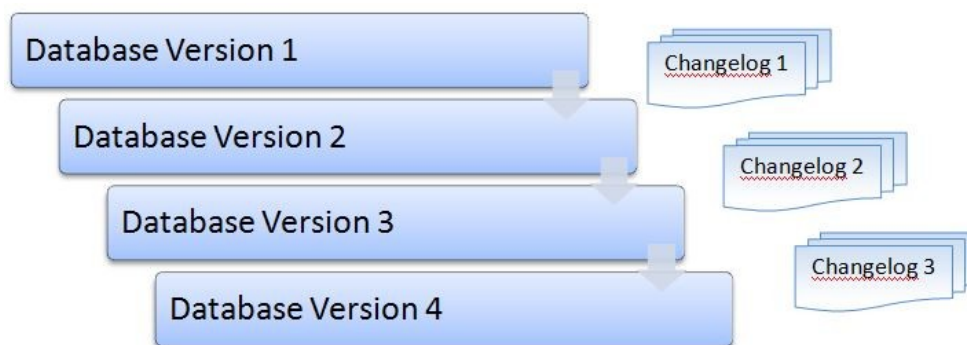 Database Version 1
Changelog 1
Database Version 2
Changelog 2
Database Version 3
Changelog 3
Database Version 4